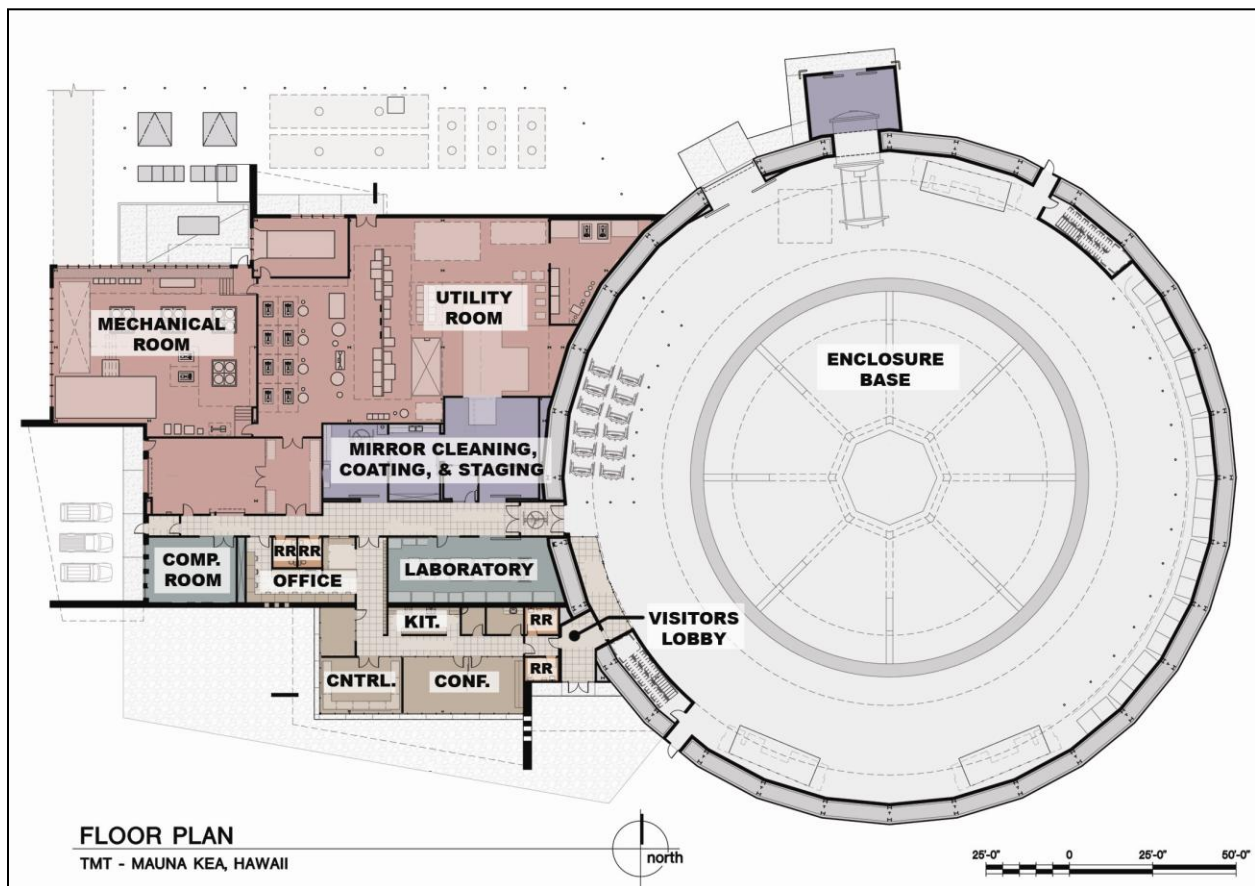 UTILITY
ROOM
MECHANICAL
ROOM
ENCLOSURE
BASE
MIRROR CLEANING,
COATING, & STAGING
COMP.
ROOM
RR
RR
OFFICE
LABORATORY
KIT.
RR
VISITORS
LOBBY
RR
CNTRL.
CONF.
FLOOR PLAN
TMT - MAUNA KEA, HAWAII
north
25'-0" 0 25'-0" 50'-0"